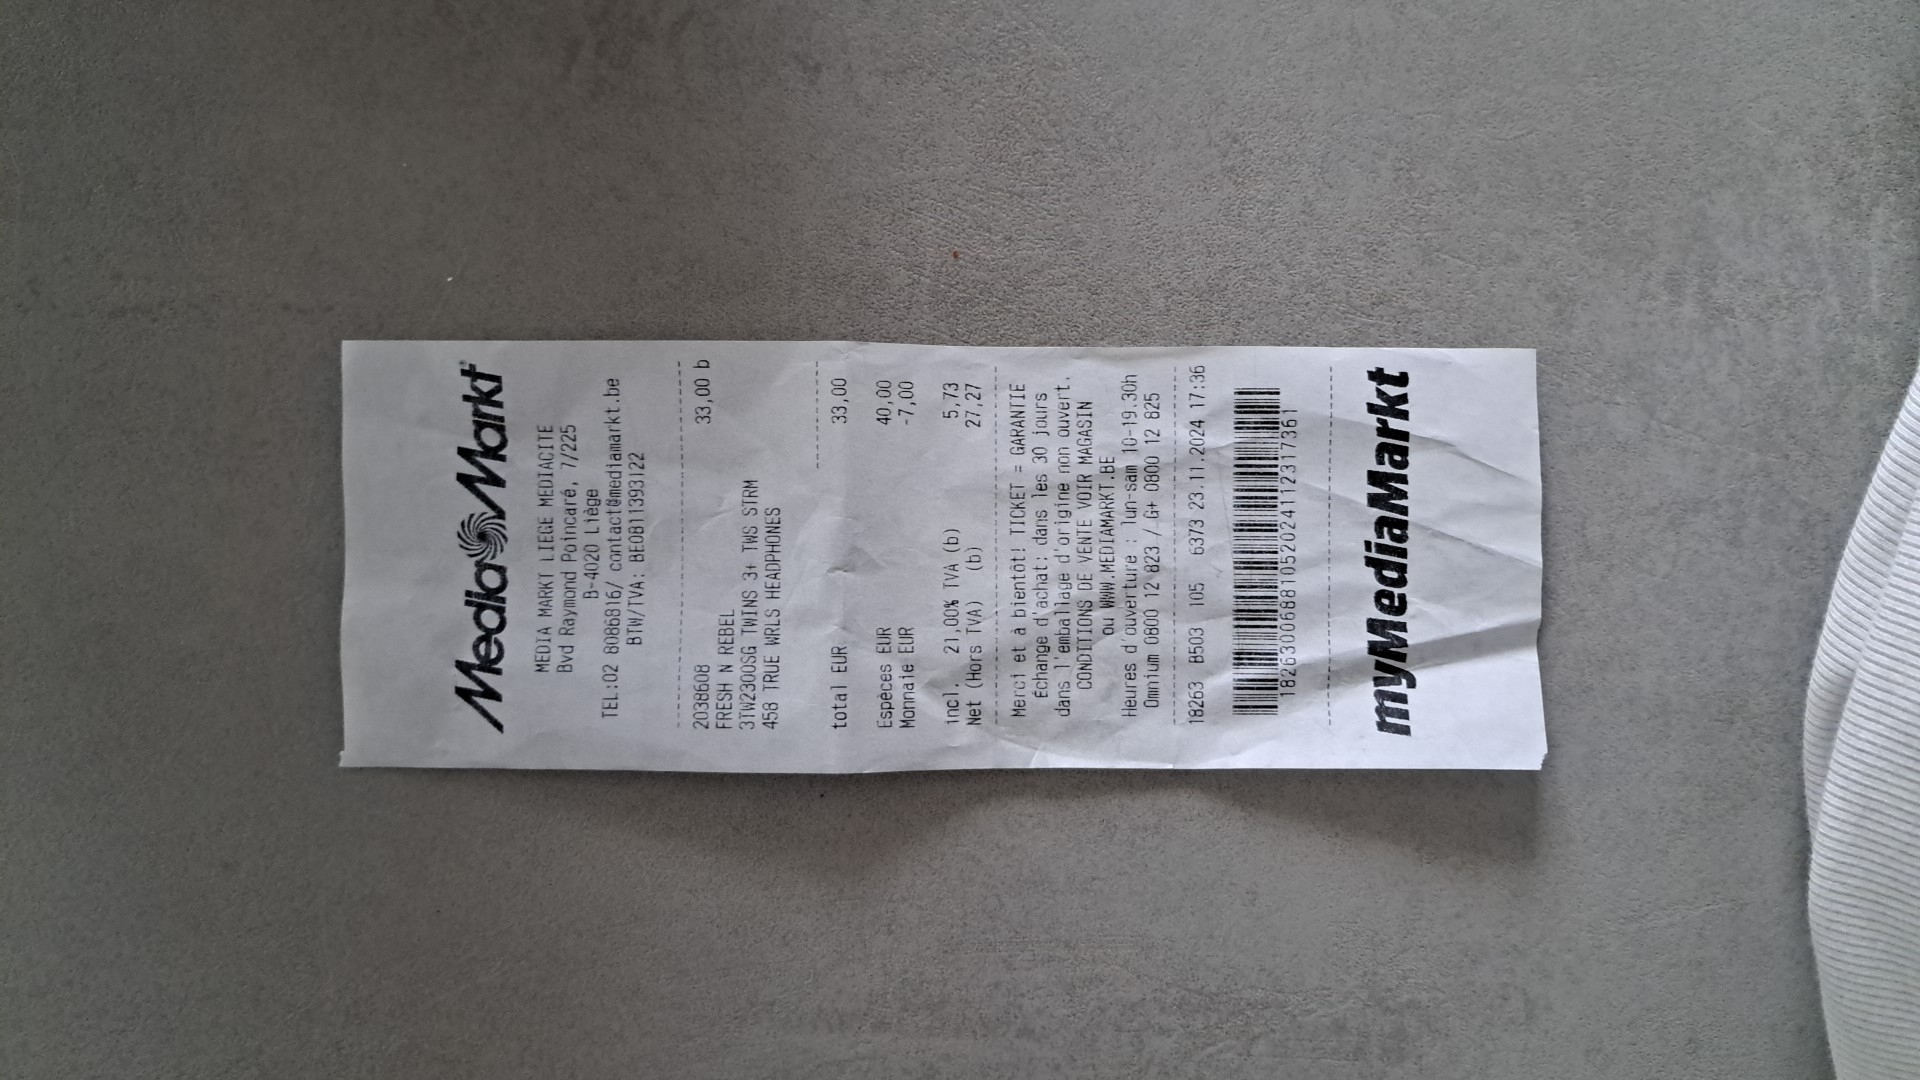 Media Markt
MEDIA MARKT LIEGE MEDIACITE
Bvd Raymond Poincaré, 7/225
B-4020 Liège
TEL:02 8086816/ contact@mediamarkt.be
BTW/TVA: BE0811393122
2038608 33,00 b
FRESH N REBEL
3TW2300SG TWINS 3+ TWS STRM
458 TRUE WRLS HEADPHONES
total EUR 33,00
Espèces EUR 40,00
Monnaie EUR -7,00
incl. 21,00% TVA (b) 5,73
Net (Hors TVA) (b) 27,27
Merci et à bientôt! TICKET = GARANTIE
Echange d'achat: dans les 30 jours
dans l'emballage d'origine non ouvert.
CONDITIONS DE VENTE VOIR MAGASIN
ou WWW.MEDIAMARKT.BE
Heures d'ouverture : lun-sam 10-19.30h
Omnium 0800 12 823 / G+ 0800 12 825
18263 B503 105 6373 23.11.2024 17:36
1826300688105202411231736​1
myMediaMarkt